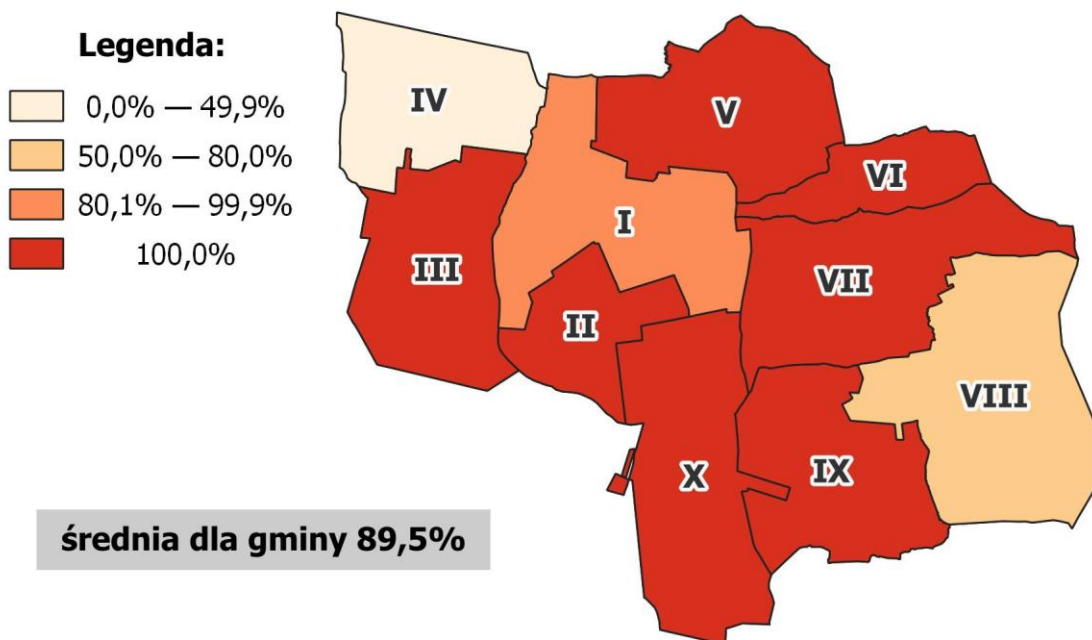 Legenda:
0,0% — 49,9%
50,0% — 80,0%
80,1% — 99,9%
100,0%
IV
V
VI
I
III
VII
II
VIII
X
IX
średnia dla gminy 89,5%